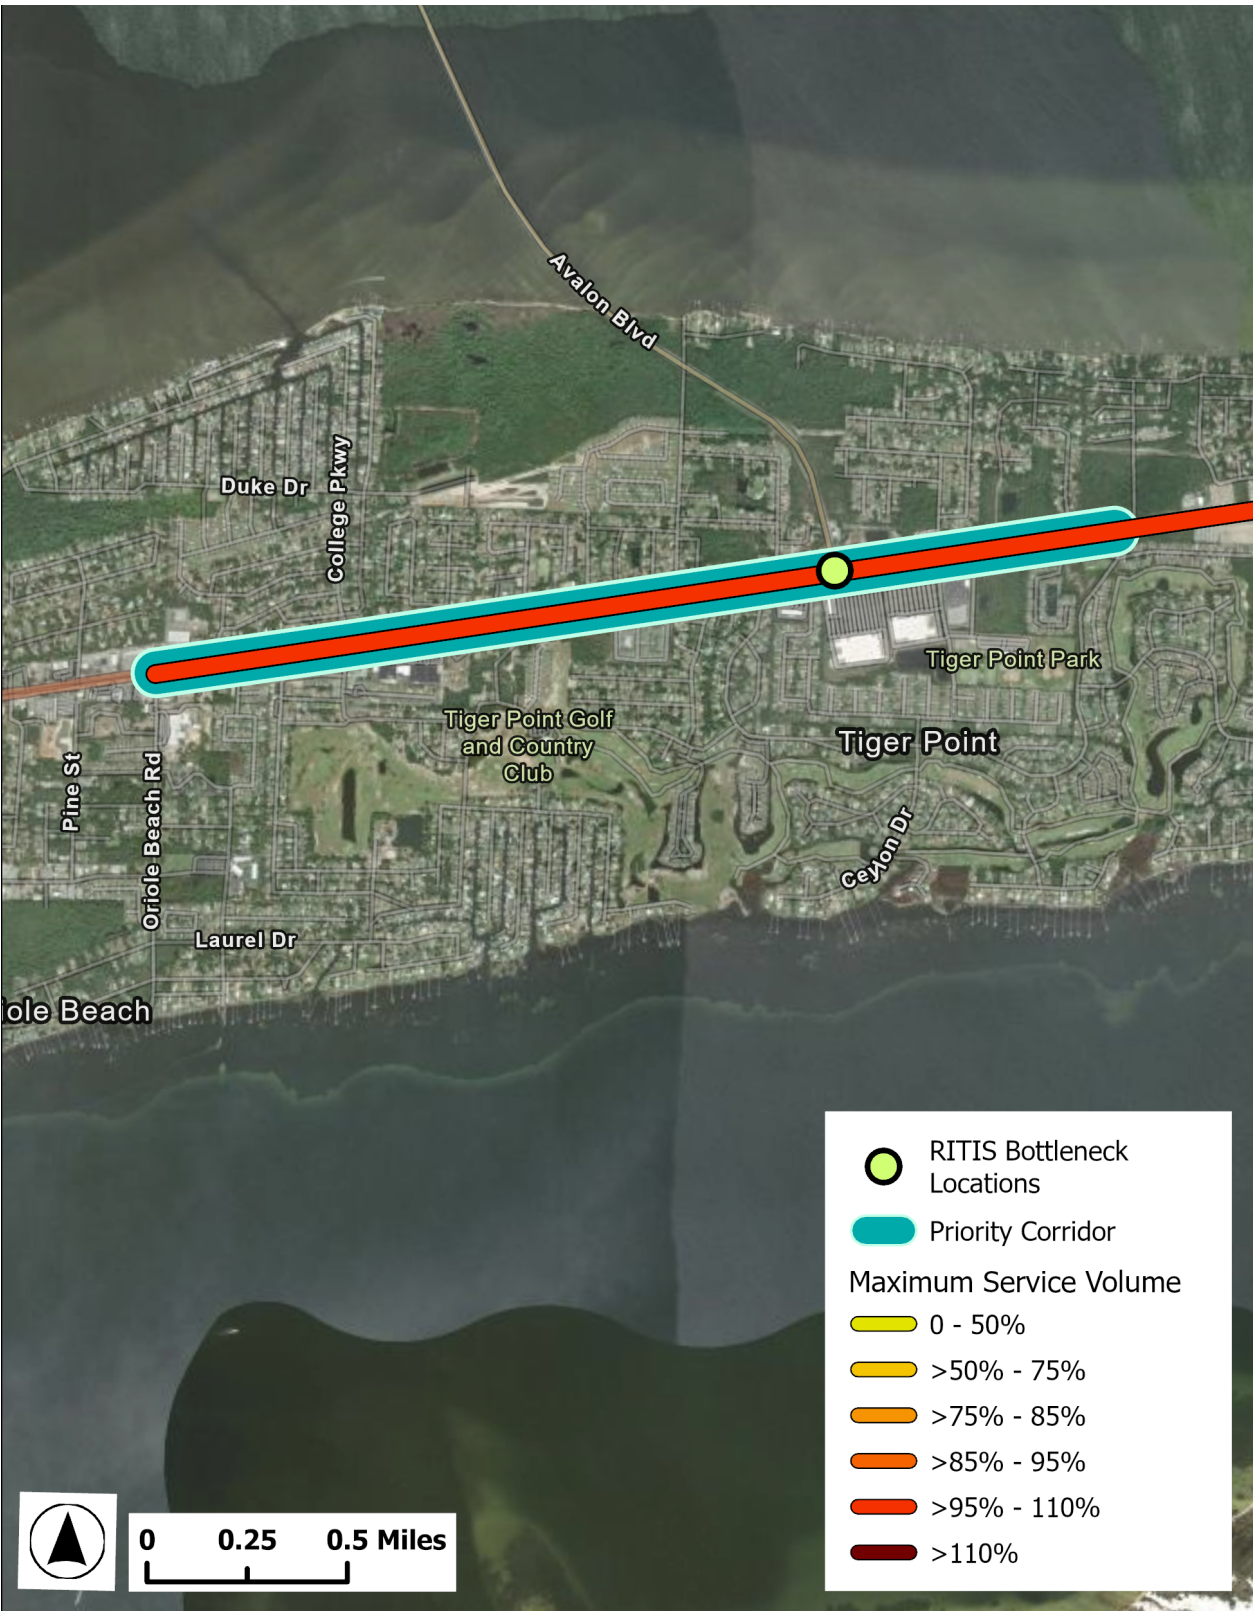 Avalon Blvd
Duke Dr
College Pkwy
Tiger Point Park
Tiger Point Golf
and Country
Club
Tiger Point
Pine St
Oriole Beach Rd
Ceylon Dr
Laurel Dr
iole Beach
RITIS Bottleneck
Locations
Priority Corridor
Maximum Service Volume
0 - 50%
>50% - 75%
>75% - 85%
>85% - 95%
>95% - 110%
>110%
0 0.25 0.5 Miles